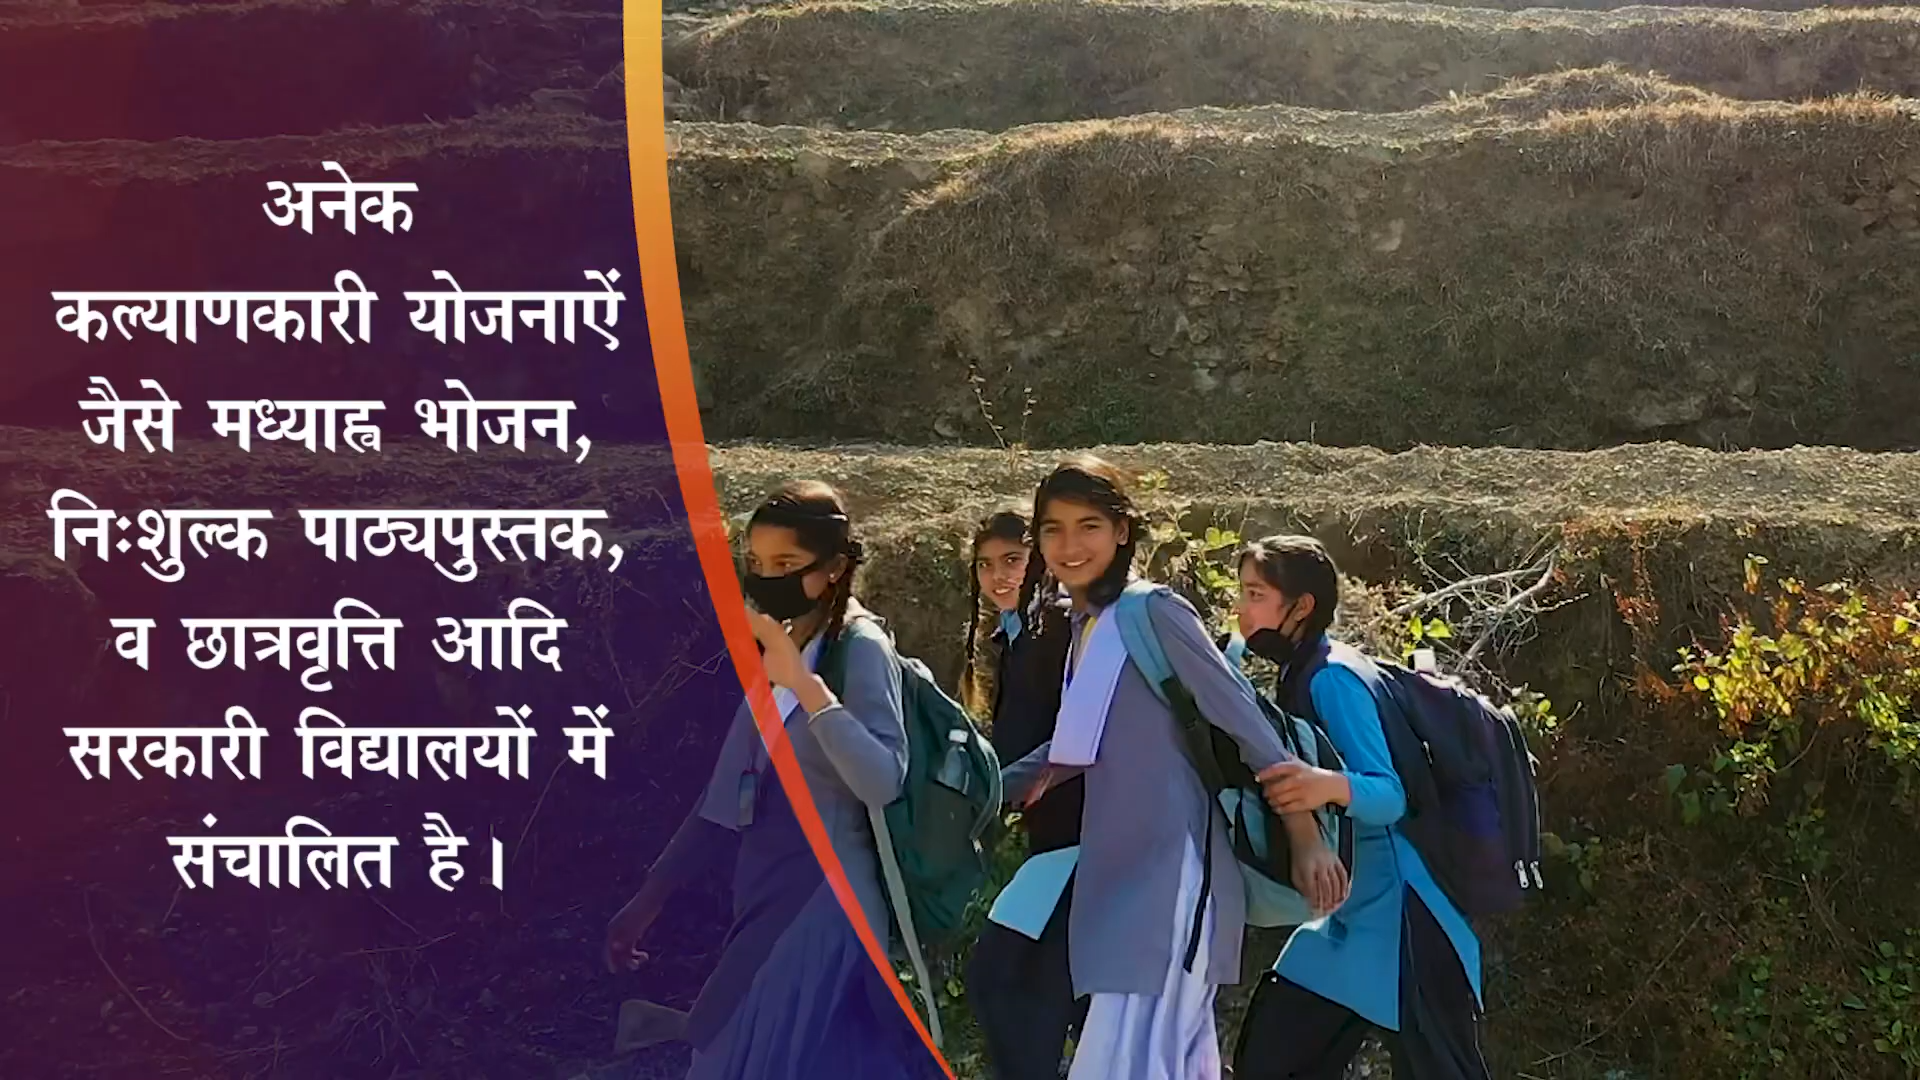 अनेक
कल्याणकारी योजनाऐं
जैसे मध्याह्न भोजन,
निःशुल्क पाठ्यपुस्तक,
व छात्रवृत्ति आदि
सरकारी विद्यालयों में
संचालित है।